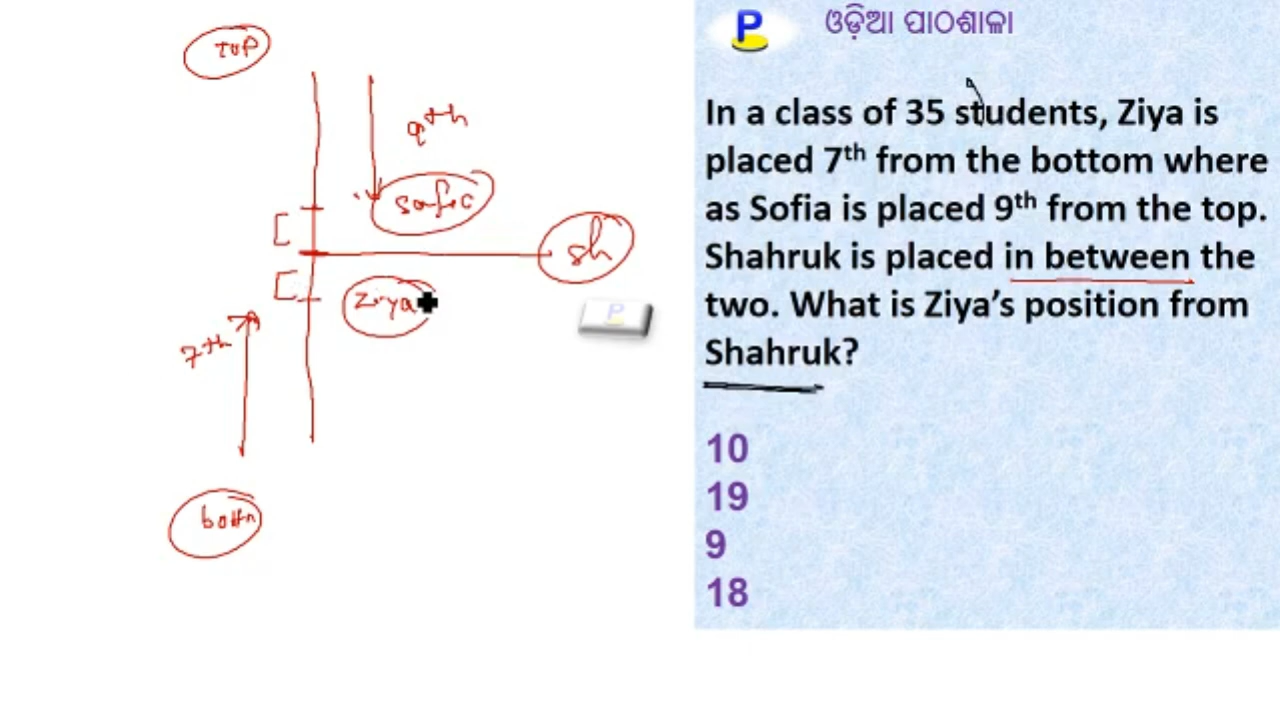 TOP
9th
Sofia
Sh
Ziya
7th
P
P
ଓଡ଼ିଆ ପାଠଶାଳା
In a class of 35 students, Ziya is
placed 7th from the bottom where
as Sofia is placed 9th from the top.
Shahruk is placed in between the
two. What is Ziya’s position from
Shahruk?
10
19
9
18